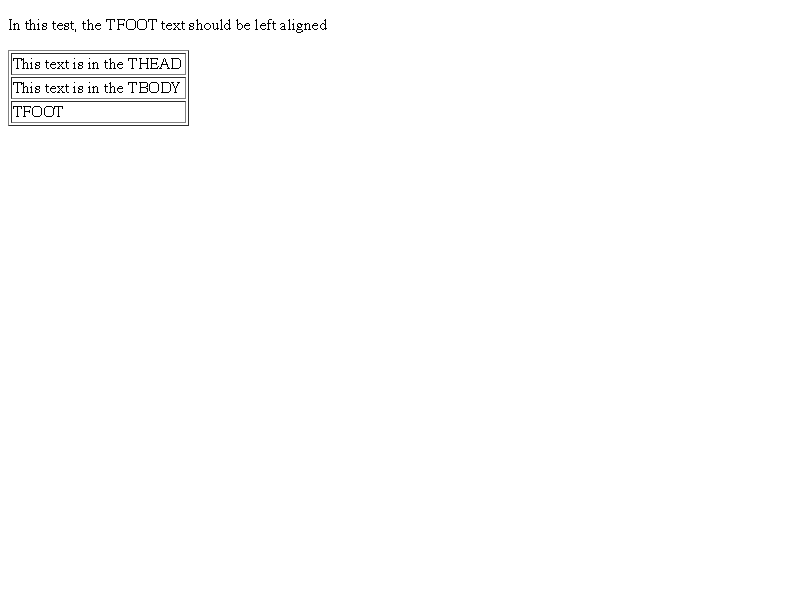 In this test, the TFOOT text should be left aligned
This text is in the THEAD
This text is in the TBODY
TFOOT